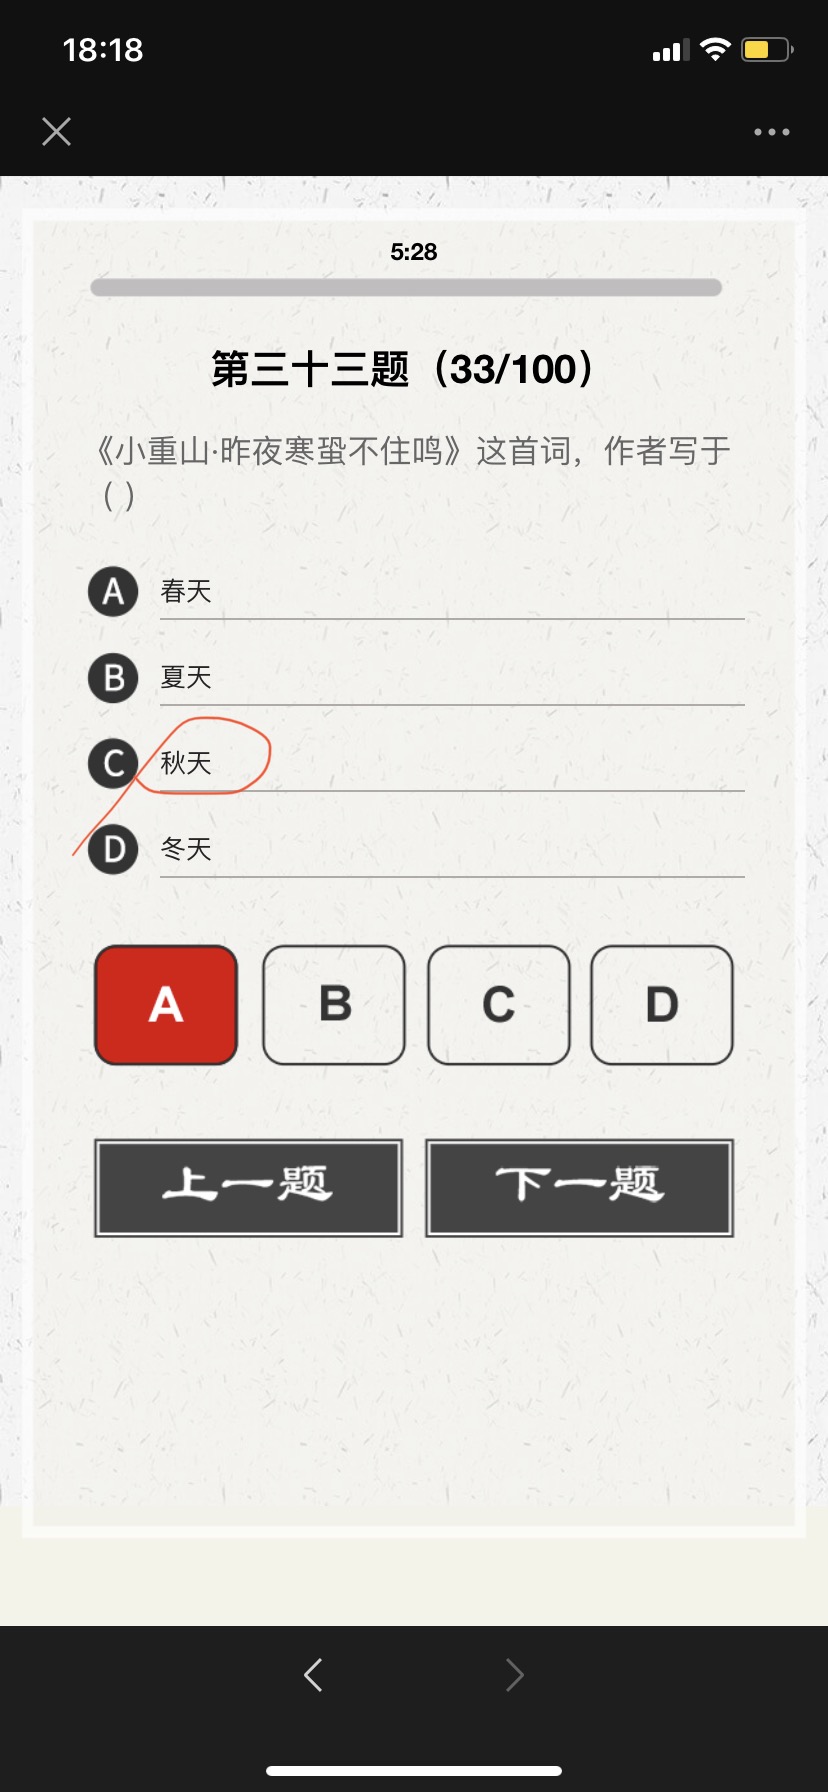 18:18
5:28
第三十三题（33/100）
《小重山·昨夜寒蛩不住鸣》这首词，作者写于
（ ）
A 春天
B 夏天
C 秋天
D 冬天
A B C D
上一题 下一题